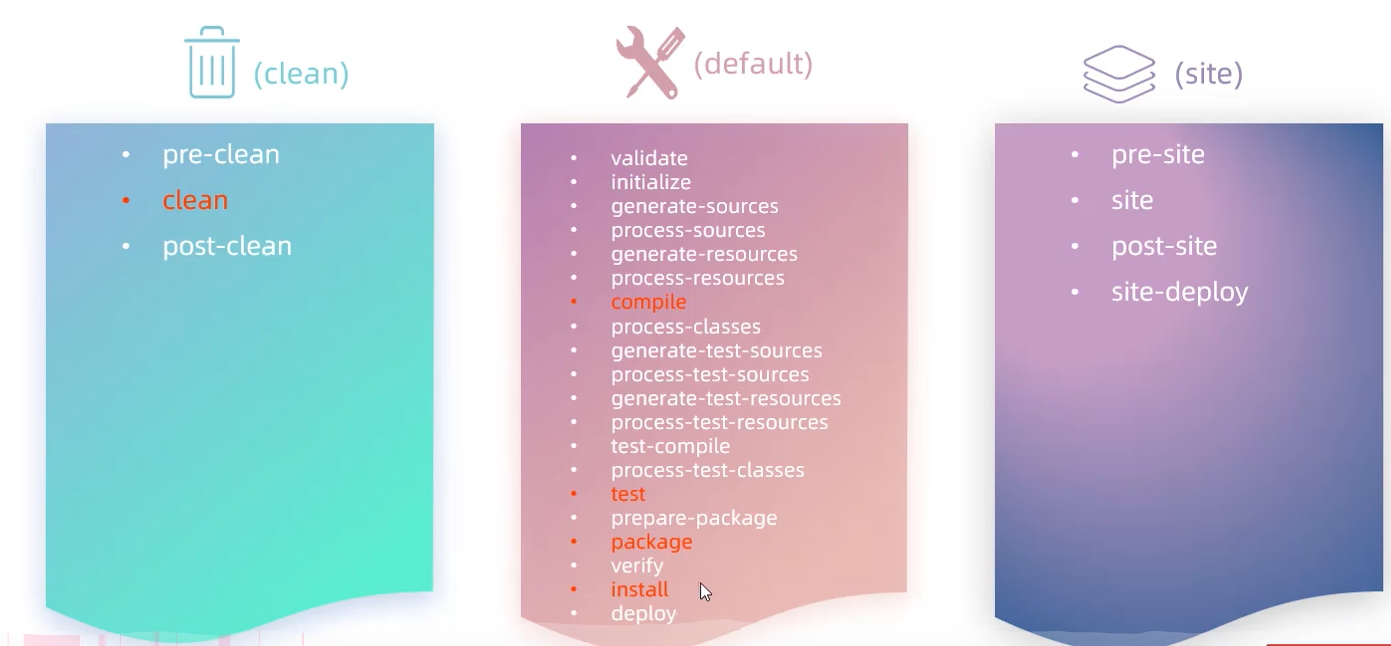 (clean)
pre-clean
clean
post-clean
(default)
validate
initialize
generate-sources
process-sources
generate-resources
process-resources
compile
process-classes
generate-test-sources
process-test-sources
generate-test-resources
process-test-resources
test-compile
process-test-classes
test
prepare-package
package
verify
install
deploy
(site)
pre-site
site
post-site
site-deploy